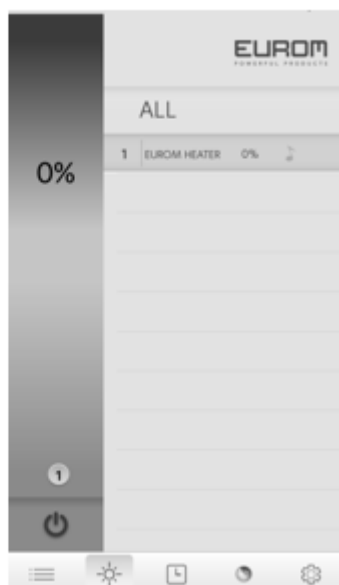 EUROM
POWERFUL PRODUCTS
ALL
0%
1 EUROM HEATER 0%
1